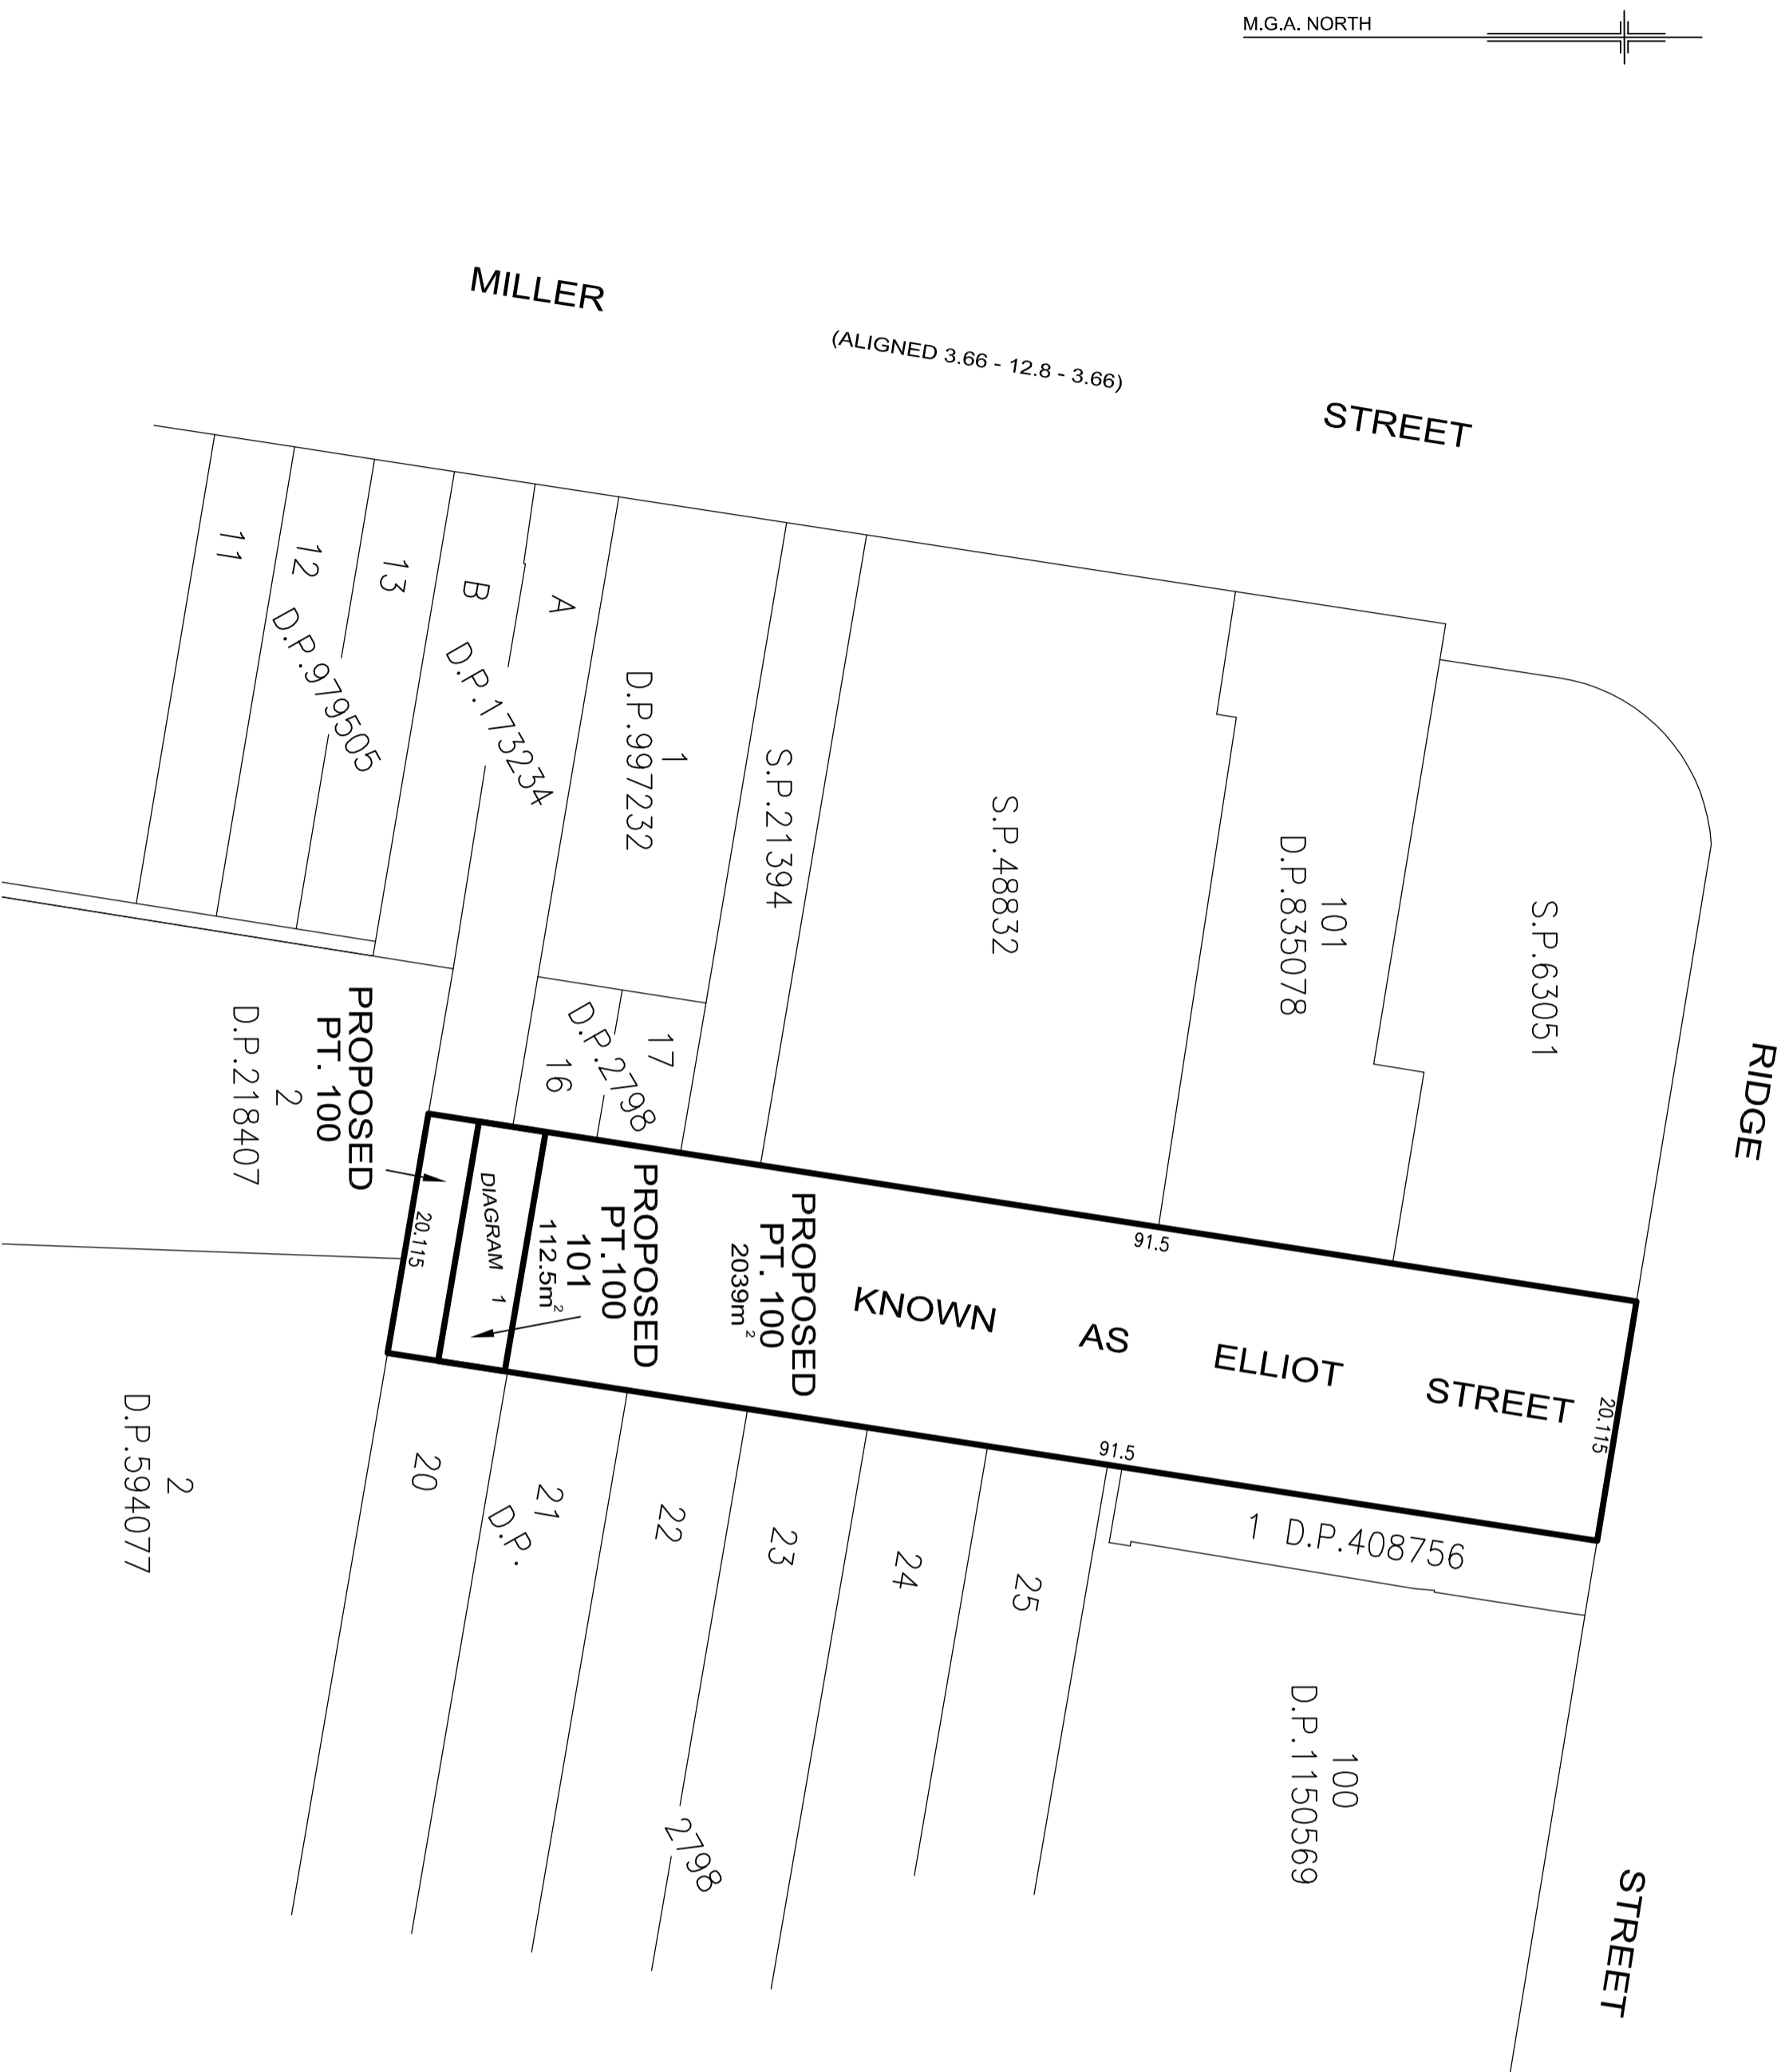 M.G.A. NORTH
MILLER
(ALIGNED 3.66 - 12.8 - 3.66)
STREET
11
12
13
D.P.979505
B
A
D.P.173234
1
D.P.997232
S.P.21394
S.P.48832
101
D.P.835078
S.P.63051
RIDGE
17
16
D.P.2798
PROPOSED
PT. 100
2
D.P.218407
20.115
DIAGRAM 1
PROPOSED
PT.100
101
112.5m²
PROPOSED
PT. 100
2039m²
91.5
KNOWN AS ELLIOT STREET
20.115
91.5
1 D.P.408756
2
D.P.594077
20
21
D.P.
22
23
24
25
2798
100
D.P.1150569
STREET